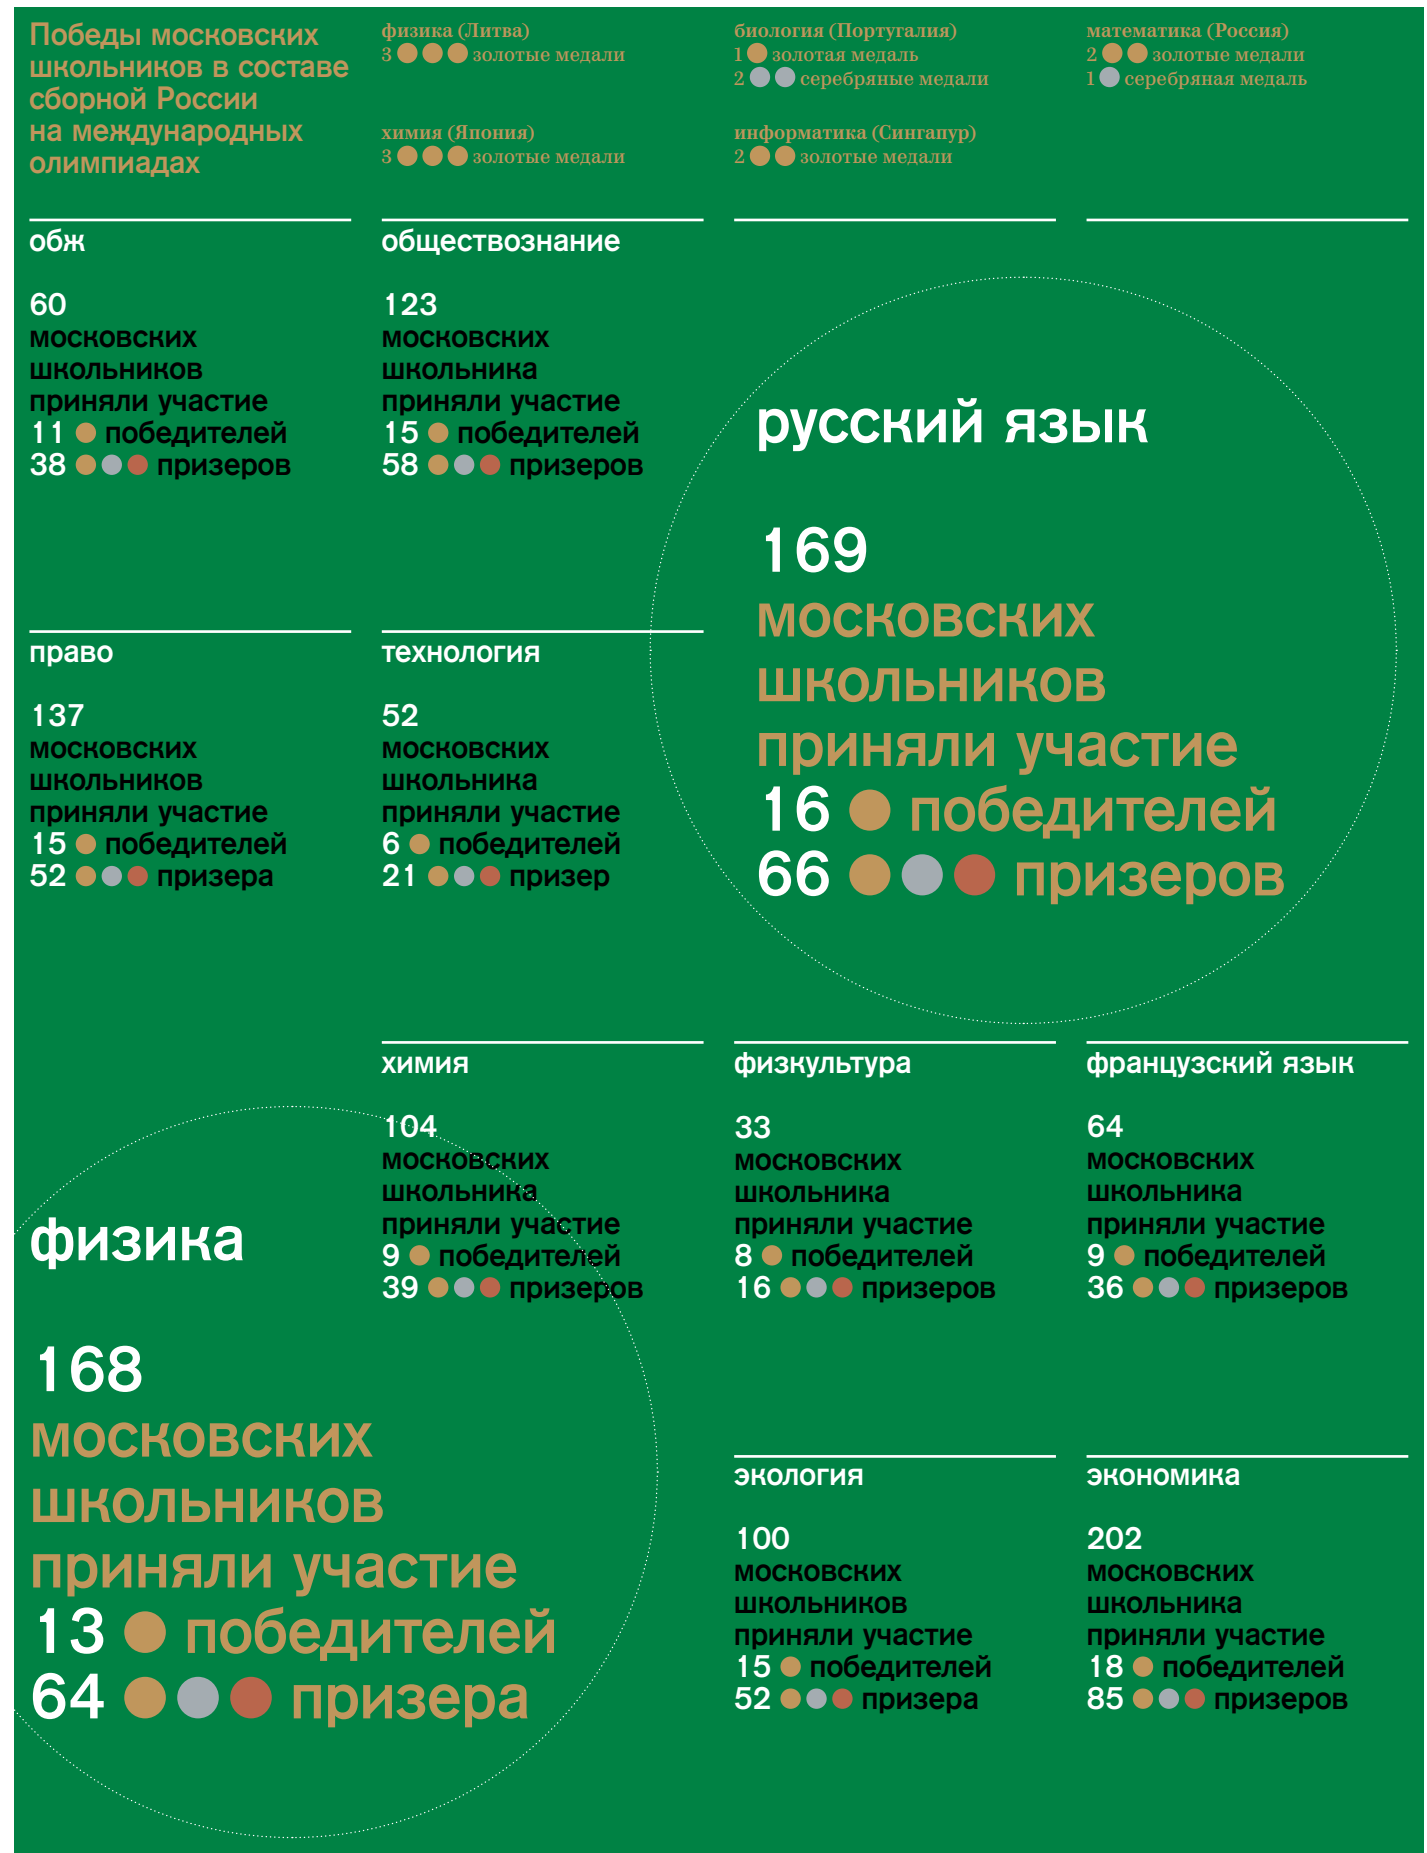 Победы московских
школьников в составе
сборной России
на международных
олимпиадах
физика (Литва)
3 золотые медали
химия (Япония)
3 золотые медали
биология (Португалия)
1 золотая медаль
2 серебряные медали
информатика (Сингапур)
2 золотые медали
математика (Россия)
2 золотые медали
1 серебряная медаль
обж
60
московских
школьников
приняли участие
11 победителей
38 призеров
обществознание
123
московских
школьника
приняли участие
15 победителей
58 призеров
русский язык
169
московских
школьников
приняли участие
16 победителей
66 призеров
право
137
московских
школьников
приняли участие
15 победителей
52 призера
технология
52
московских
школьника
приняли участие
6 победителей
21 призер
физика
168
московских
школьников
приняли участие
13 победителей
64 призера
химия
104
московских
школьника
приняли участие
9 победителей
39 призеров
физкультура
33
московских
школьника
приняли участие
8 победителей
16 призеров
французский язык
64
московских
школьника
приняли участие
9 победителей
36 призеров
экология
100
московских
школьников
приняли участие
15 победителей
52 призера
экономика
202
московских
школьника
приняли участие
18 победителей
85 призеров